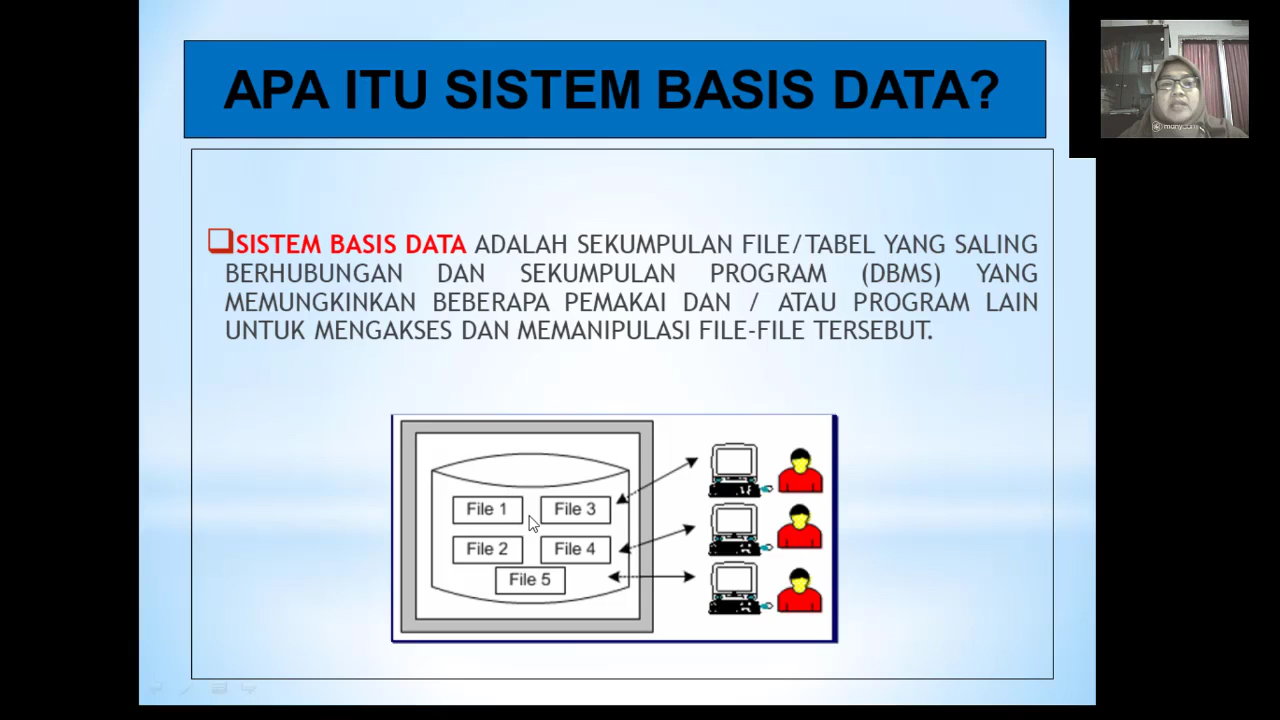 APA ITU SISTEM BASIS DATA?
SISTEM BASIS DATA ADALAH SEKUMPULAN FILE/TABEL YANG SALING
BERHUBUNGAN DAN SEKUMPULAN PROGRAM (DBMS) YANG
MEMUNGKINKAN BEBERAPA PEMAKAI DAN / ATAU PROGRAM LAIN
UNTUK MENGAKSES DAN MEMANIPULASI FILE-FILE TERSEBUT.
File 1 File 3
File 2 File 4
File 5